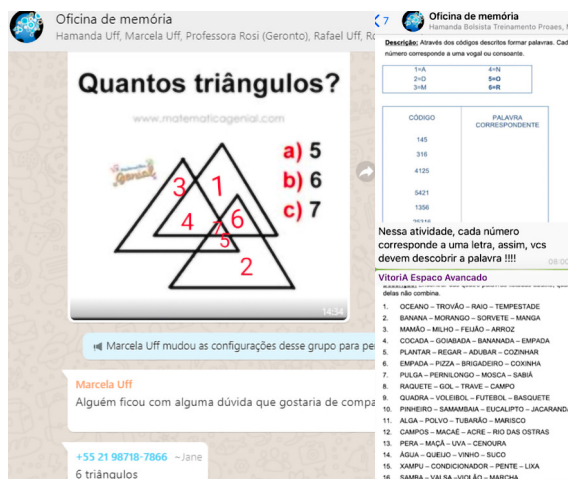 Oficina de memória
Hamanda Uff, Marcela Uff, Professora Rosi (Geronto), Rafael Uff, Ro
Quantos triângulos?
www.matematicagenial.com
Genial
a) 5
b) 6
c) 7
3
1
4
6
7
5
2
14:34
Marcela Uff mudou as configurações desse grupo para pe
Marcela Uff
Alguém ficou com alguma dúvida que gostaria de compa
+55 21 98718-7866 ~Jane
6 triângulos
7
Oficina de memória
Hamanda Bolsista Treinamento Proaes, M
Descrição: Através dos códigos descritos formar palavras. Cad
número corresponde a uma vogal ou consoante.
1=A 4=N
2=D 5=O
3=M 6=R
CÓDIGO PALAVRA CORRESPONDENTE
145
316
4125
5421
1356
Nessa atividade, cada número
corresponde a uma letra, assim, vcs
devem descobrir a palavra !!!!
VitoriA Espaco Avancado
delas não combina.
1. OCEANO – TROVÃO – RAIO – TEMPESTADE
2. BANANA – MORANGO – SORVETE – MANGA
3. MAMÃO – MILHO – FEIJÃO – ARROZ
4. COCADA – GOIABADA – BANANADA – EMPADA
5. PLANTAR – REGAR – ADUBAR – COZINHAR
6. EMPADA – PIZZA – BRIGADEIRO – COXINHA
7. PULGA – PERNILONGO – MOSCA – SABIÁ
8. RAQUETE – GOL – TRAVE – CAMPO
9. QUADRA – VOLEIBOL – FUTEBOL – BASQUETE
10. PINHEIRO – SAMAMBAIA – EUCALIPTO – JACARANDÁ
11. ALGA – POLVO – TUBARÃO – MARISCO
12. CAMPOS – MACAÉ – ACRE – RIO DAS OSTRAS
13. PERA – MAÇÃ – UVA – CENOURA
14. ÁGUA – QUEIJO – VINHO – SUCO
15. XAMPU – CONDICIONADOR – PENTE – LIXA
16. SAMBA – VALSA –VIOLÃO – MARCHA